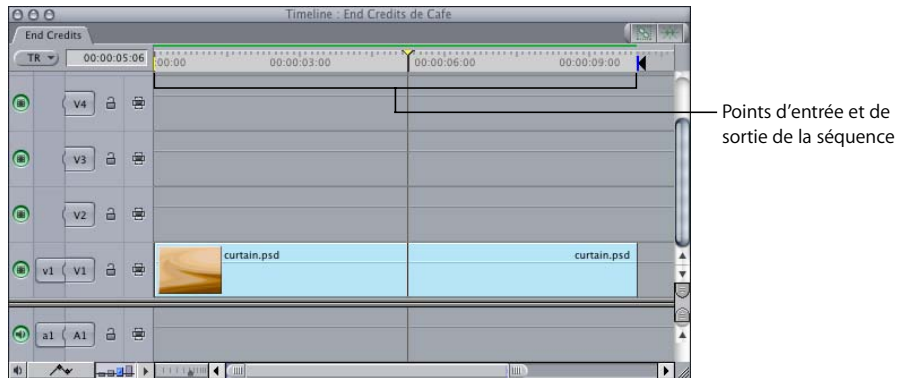 Timeline : End Credits de Cafe
End Credits
TR 00:00:05:06 00:00 00:00:03:00 00:00:06:00 00:00:09:00
V4
Points d'entrée et de
sortie de la séquence
V3
V2
curtain.psd curtain.psd
v1 V1
a1 A1